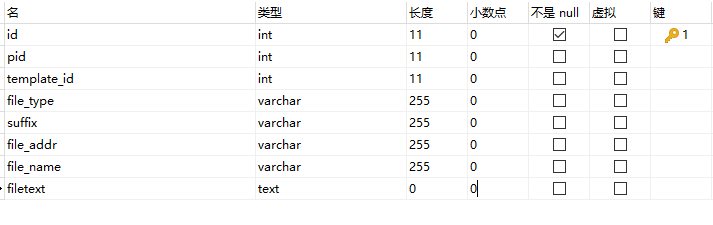 名 类型 长度 小数点 不是 null 虚拟 键
id int 11 0 1
pid int 11 0
template_id int 11 0
file_type varchar 255 0
suffix varchar 255 0
file_addr varchar 255 0
file_name varchar 255 0
filetext text 0 0